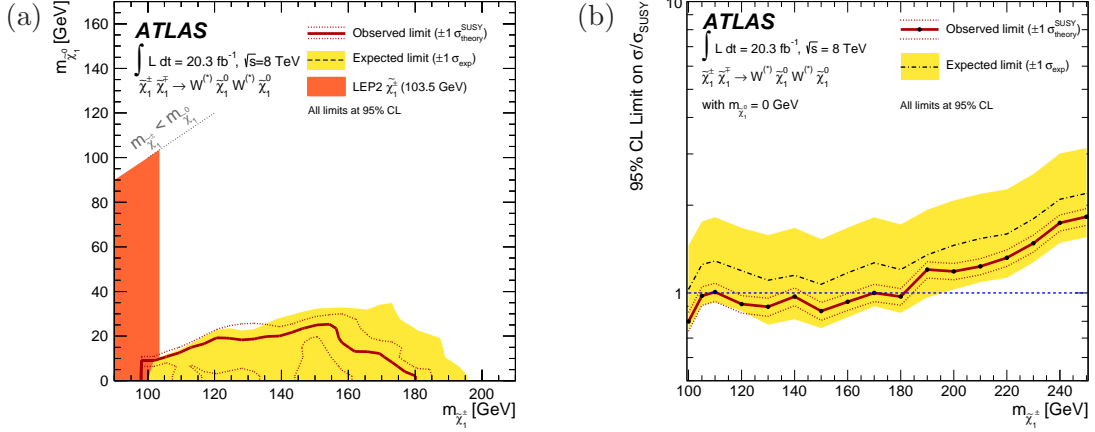 (a)
ATLAS
∫ L dt = 20.3 fb⁻¹, √s=8 TeV
χ̃₁± χ̃₁∓ → W⁽*⁾ χ̃₁⁰ W⁽*⁾ χ̃₁⁰
Observed limit (±1 σ_theory^SUSY)
Expected limit (±1 σ_exp)
LEP2 χ̃₁± (103.5 GeV)
All limits at 95% CL
m_χ̃₁± < m_χ̃₁⁰
m_χ̃₁⁰ [GeV]
160
140
120
100
80
60
40
20
0
100 120 140 160 180 200
m_χ̃₁± [GeV]
(b)
ATLAS
∫ L dt = 20.3 fb⁻¹, √s = 8 TeV
χ̃₁± χ̃₁∓ → W⁽*⁾ χ̃₁⁰ W⁽*⁾ χ̃₁⁰
with m_χ̃₁⁰ = 0 GeV
Observed limit (±1 σ_theory^SUSY)
Expected limit (±1 σ_exp)
All limits at 95% CL
95% CL Limit on σ/σ_SUSY
10
1
100 120 140 160 180 200 220 240
m_χ̃₁± [GeV]